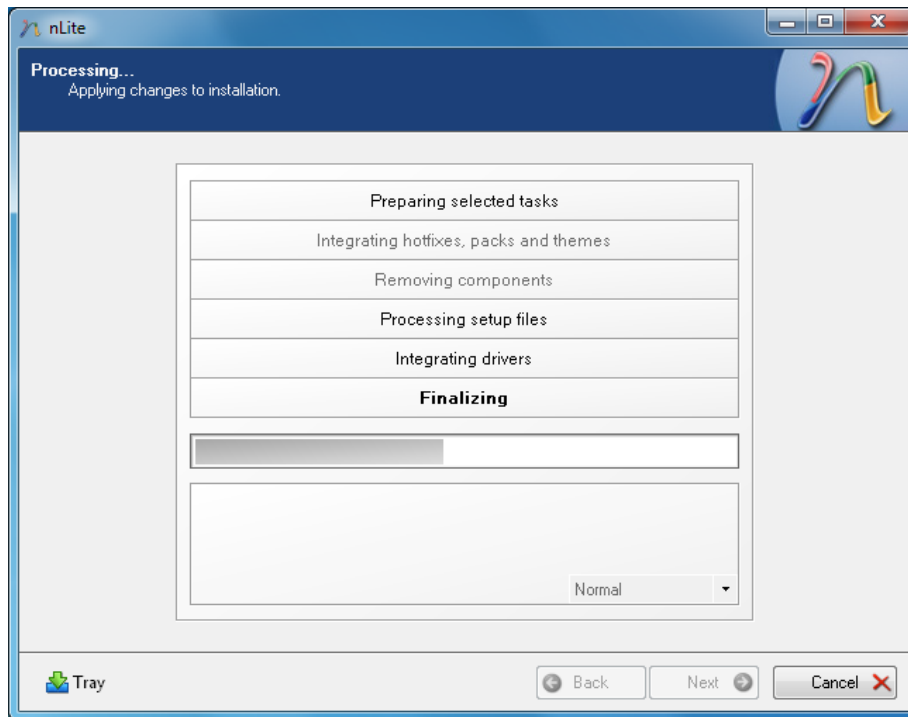 nLite
Processing...
Applying changes to installation.
Preparing selected tasks
Integrating hotfixes, packs and themes
Removing components
Processing setup files
Integrating drivers
Finalizing
Normal
Tray
Back
Next
Cancel